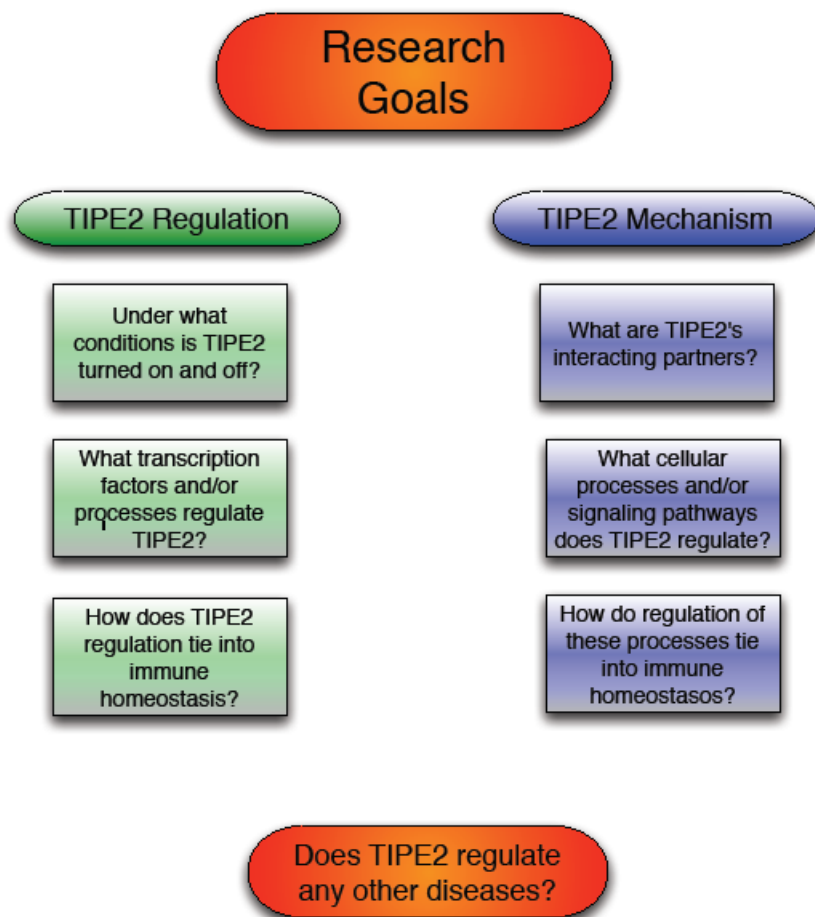 Research
Goals
TIPE2 Regulation
Under what
conditions is TIPE2
turned on and off?
What transcription
factors and/or
processes regulate
TIPE2?
How does TIPE2
regulation tie into
immune
homeostasis?
TIPE2 Mechanism
What are TIPE2's
interacting partners?
What cellular
processes and/or
signaling pathways
does TIPE2 regulate?
How do regulation of
these processes tie
into immune
homeostasos?
Does TIPE2 regulate
any other diseases?